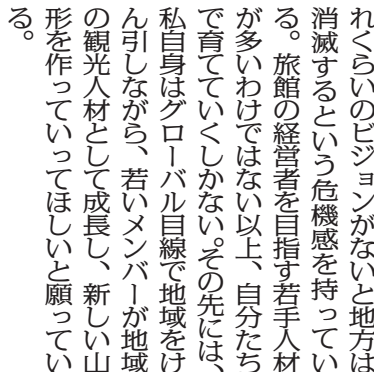 れくらいのビジョンがないと地方は
消滅するという危機感を持ってい
る。旅館の経営者を目指す若手人材
が多いわけではない以上、自分たち
で育てていくしかない。その先には、
私自身はグローバル目線で地域をけ
ん引しながら、若いメンバーが地域
の観光人材として成長し、新しい山
形を作っていってほしいと願ってい
る。